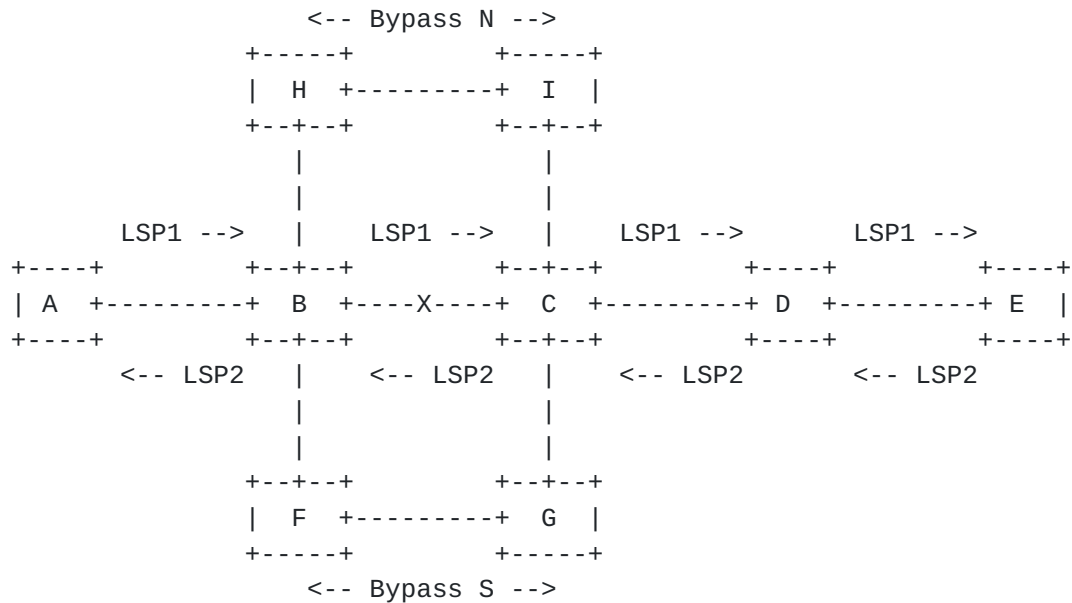 <-- Bypass N -->
               +-----+         +-----+
               |  H  +---------+  I  |
               +--+--+         +--+--+
                  |               |
                  |               |
       LSP1 -->   |   LSP1 -->    |   LSP1 -->       LSP1 -->
+----+         +--+--+         +--+--+         +----+         +----+
| A  +---------+  B  +----X----+  C  +---------+ D  +---------+ E  |
+----+         +--+--+         +--+--+         +----+         +----+
       <-- LSP2   |   <-- LSP2    |   <-- LSP2       <-- LSP2
                  |               |
                  |               |
               +--+--+         +--+--+
               |  F  +---------+  G  |
               +-----+         +-----+
                   <-- Bypass S -->